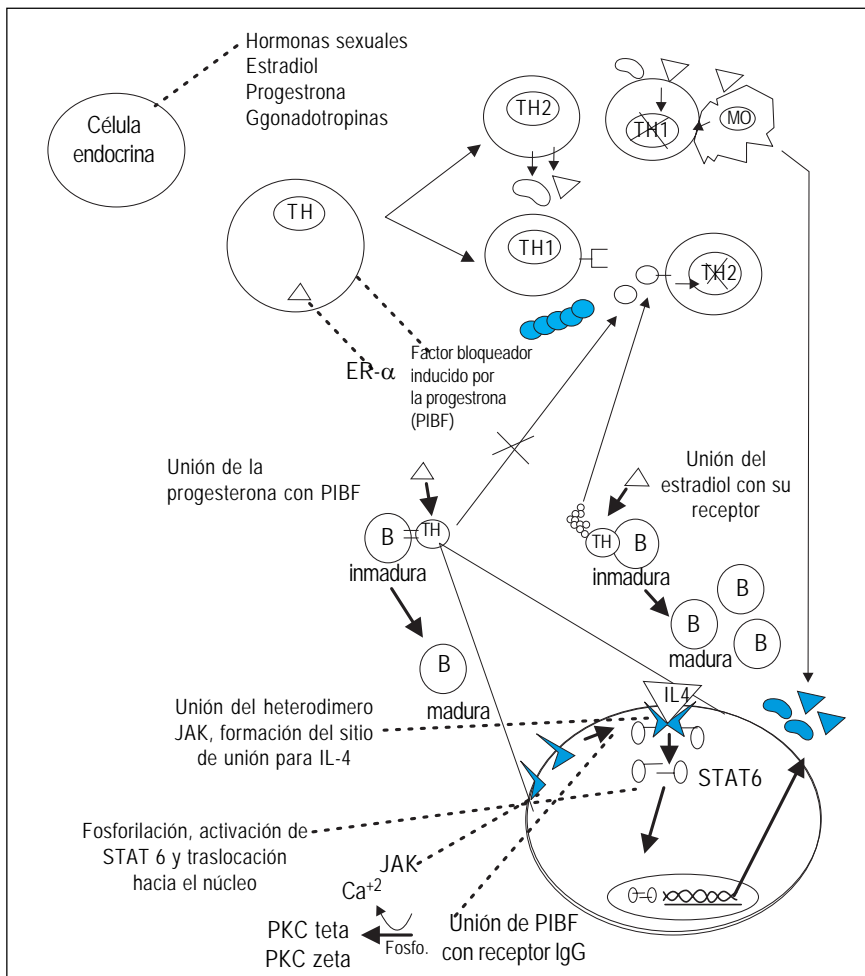 Hormonas sexuales
Estradiol
Progestrona
Ggonadotropinas
Célula
endocrina
TH2
TH1
MO
TH
TH1
TH2
ER-α
Factor bloqueador
inducido por
la progestrona
(PIBF)
Unión de la
progesterona con PIBF
Unión del
estradiol con su
receptor
B
TH
inmadura
TH
B
inmadura
B
B
B
madura
B
madura
IL4
Unión del heterodimero
JAK, formación del sitio
de unión para IL-4
STAT6
Fosforilación, activación de
STAT 6 y traslocación
hacia el núcleo
JAK
Ca+2
PKC teta
PKC zeta
Fosfo.
Unión de PIBF
con receptor IgG